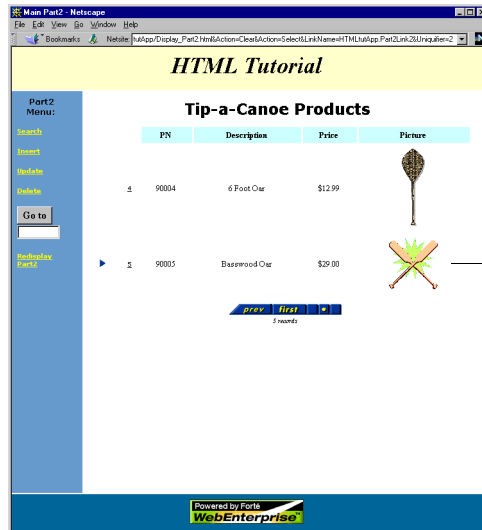 Main Part2 - Netscape
File Edit View Go Window Help
Bookmarks Netsite: tutApp/Display_Part2.html&Action=Clear&Action=Select&LinkName=HTMLtutApp.Part2Link2&Uniquifier=2
HTML Tutorial
Part2
Menu:
Search
Insert
Update
Delete
Go to
Redisplay
Part2
Tip-a-Canoe Products
PN Description Price Picture
4 90004 6 Foot Oar $12.99
5 90005 Basswood Oar $29.00
prev first
5 records
Powered by Forté
WebEnterprise™